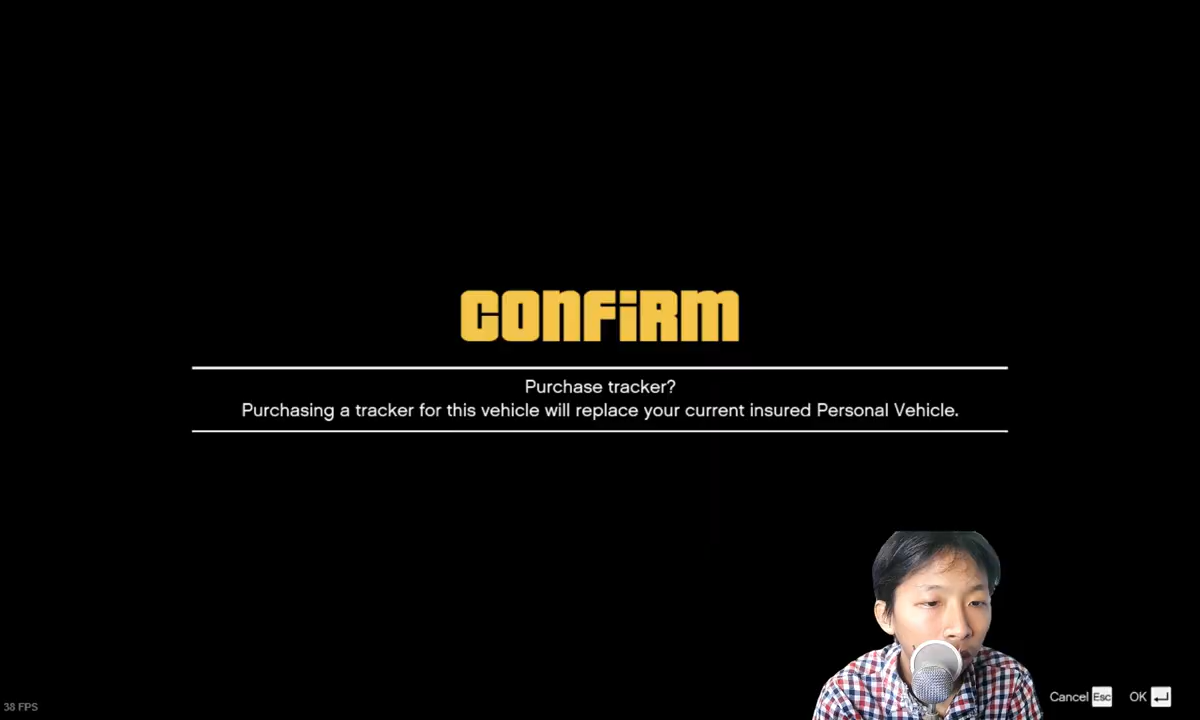 CONFiRM
Purchase tracker?
Purchasing a tracker for this vehicle will replace your current insured Personal Vehicle.
Cancel Esc OK
38 FPS